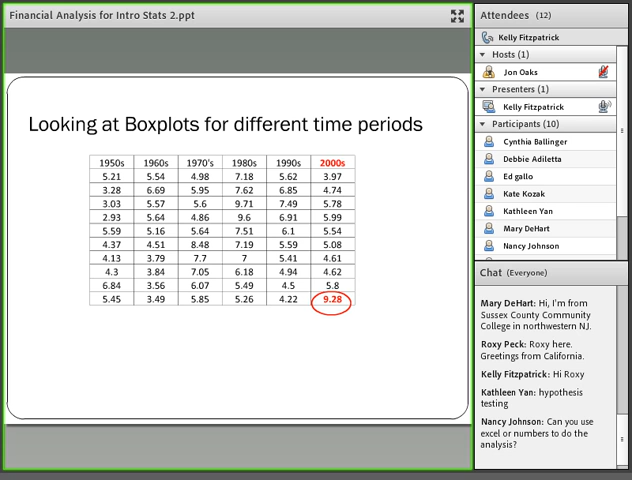 Financial Analysis for Intro Stats 2.ppt
Looking at Boxplots for different time periods
1950s 1960s 1970's 1980s 1990s 2000s
5.21 5.54 4.98 7.18 5.62 3.97
3.28 6.69 5.95 7.62 6.85 4.74
3.03 5.57 5.6 9.71 7.49 5.78
2.93 5.64 4.86 9.6 6.91 5.99
5.59 5.16 5.64 7.51 6.1 5.54
4.37 4.51 8.48 7.19 5.59 5.08
4.13 3.79 7.7 7 5.41 4.61
4.3 3.84 7.05 6.18 4.94 4.62
6.84 3.56 6.07 5.49 4.5 5.8
5.45 3.49 5.85 5.26 4.22 9.28
Attendees (12)
Kelly Fitzpatrick
Hosts (1)
Jon Oaks
Presenters (1)
Kelly Fitzpatrick
Participants (10)
Cynthia Ballinger
Debbie Adiletta
Ed gallo
Kate Kozak
Kathleen Yan
Mary DeHart
Nancy Johnson
Chat (Everyone)
Mary DeHart: Hi, I'm from
Sussex County Community
College in northwestern NJ.
Roxy Peck: Roxy here.
Greetings from California.
Kelly Fitzpatrick: Hi Roxy
Kathleen Yan: hypothesis
testing
Nancy Johnson: Can you use
excel or numbers to do the
analysis?